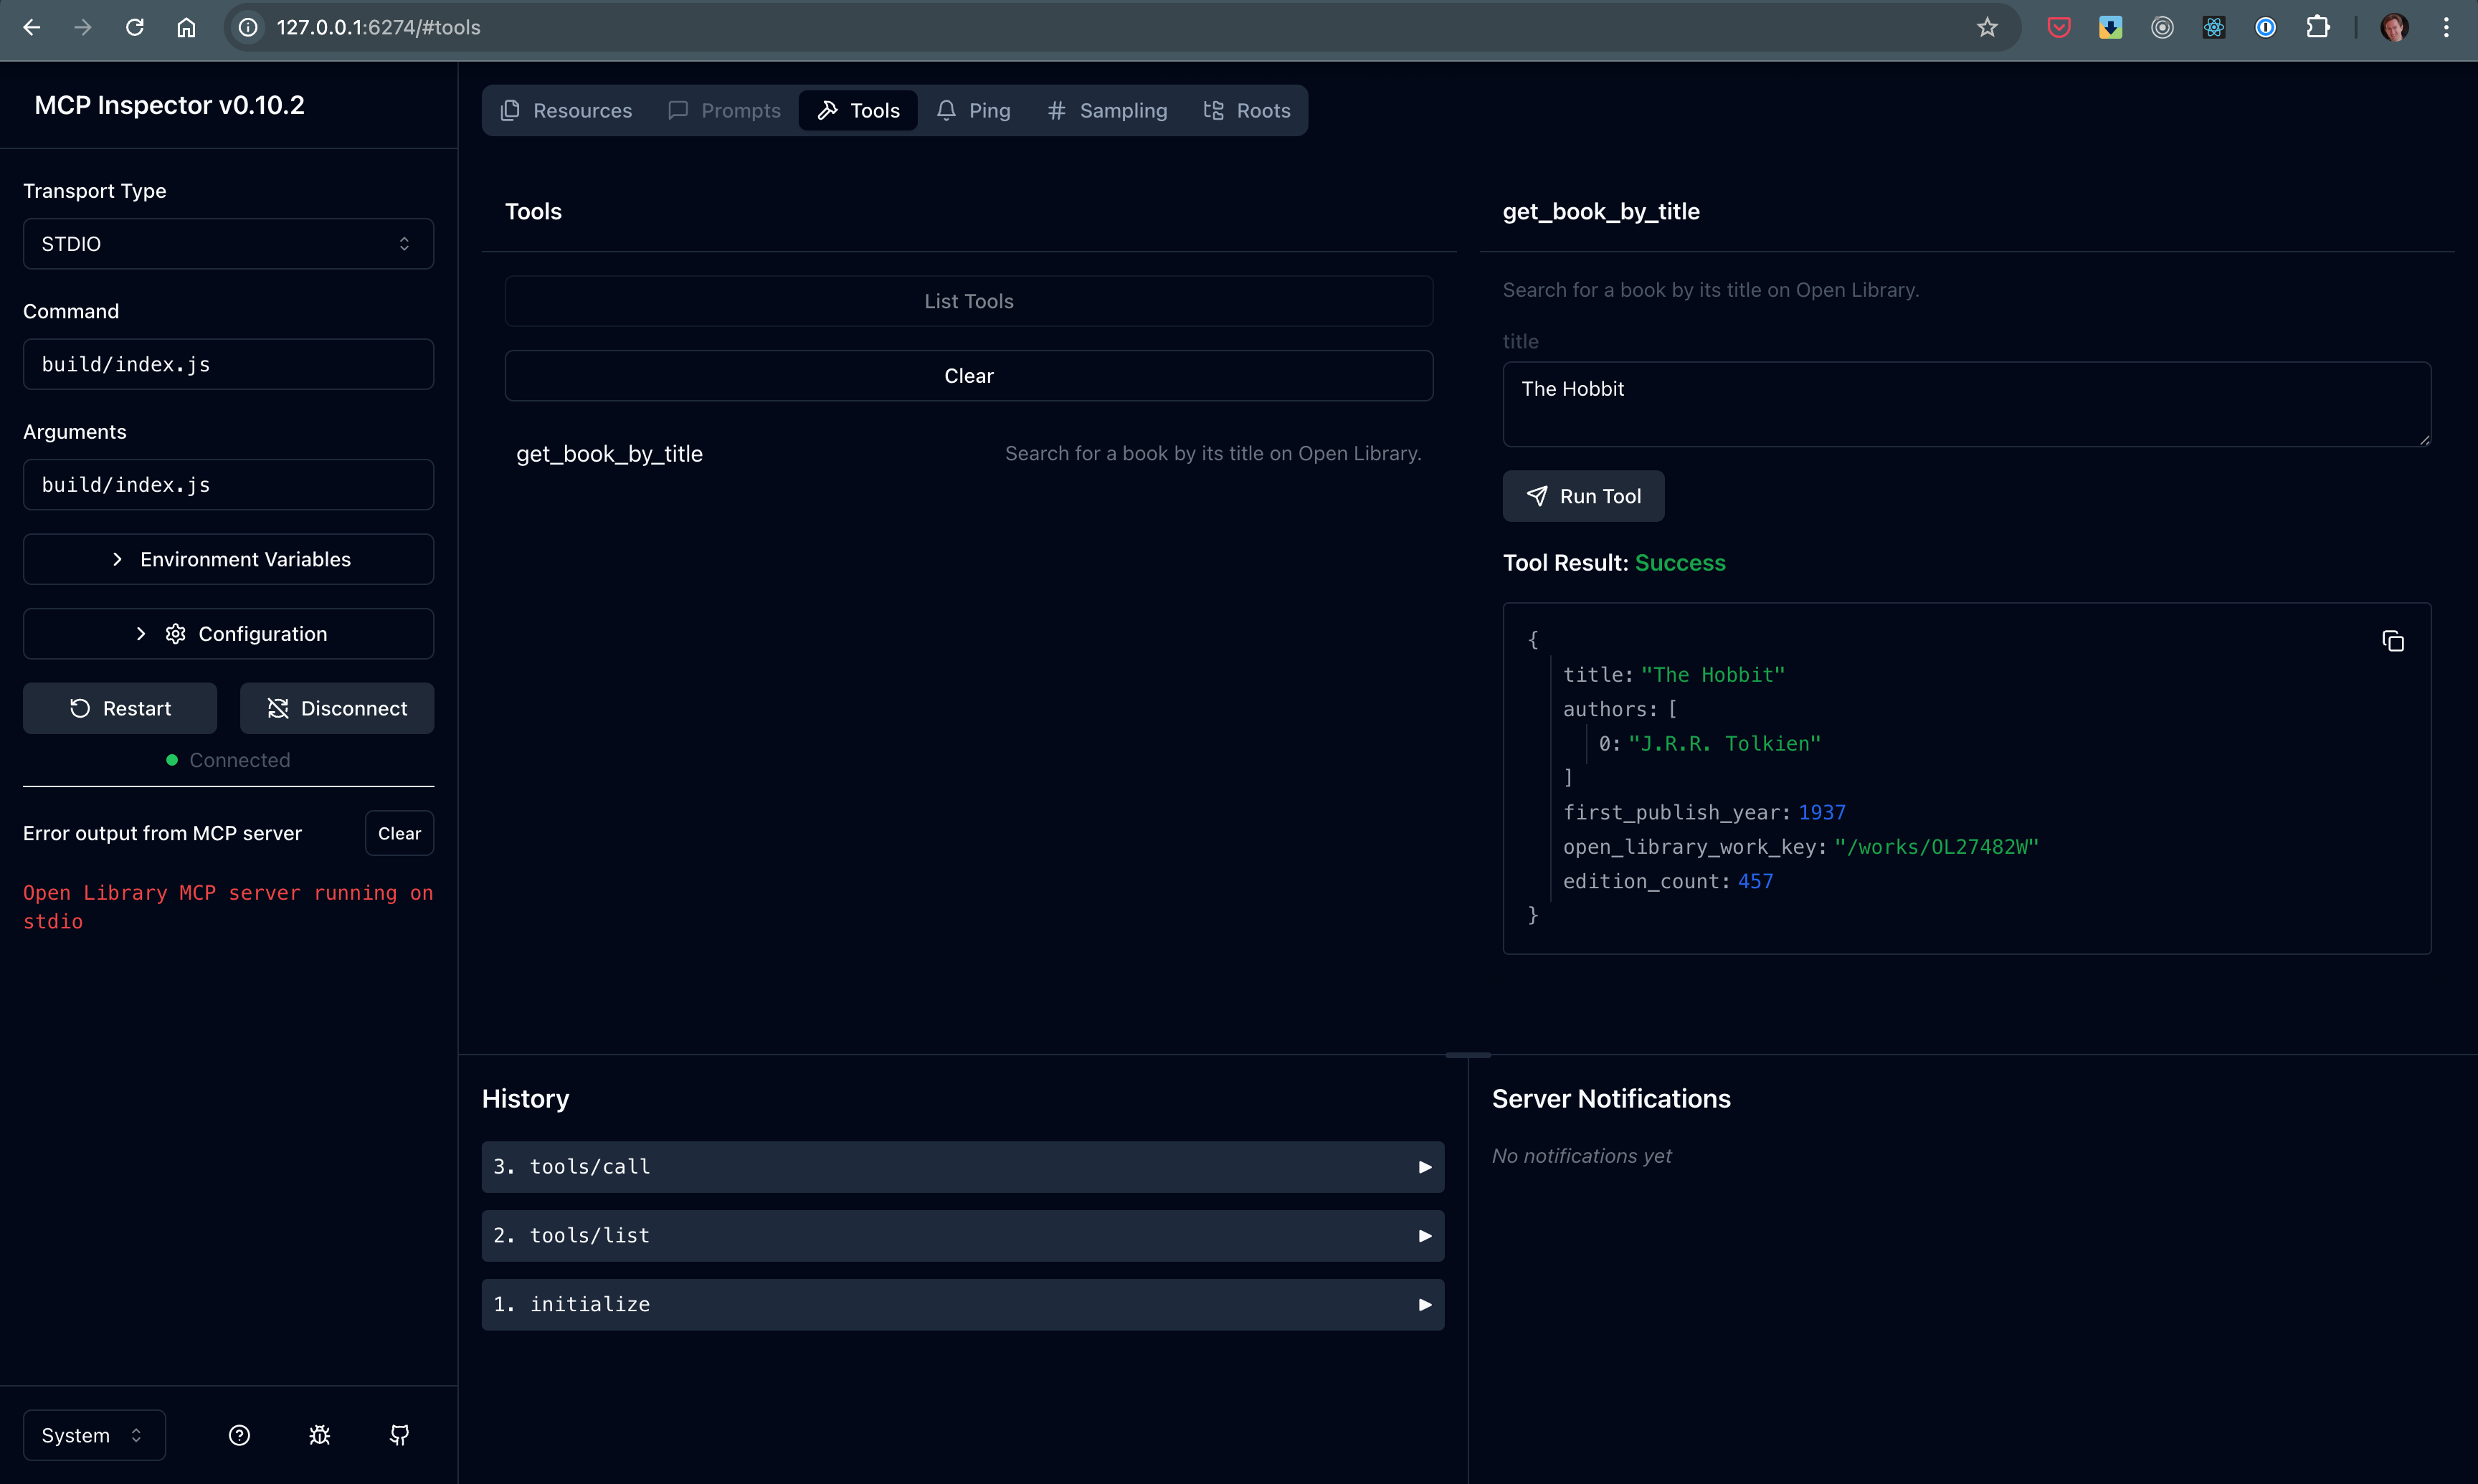 127.0.0.1:6274/#tools
MCP Inspector v0.10.2
Transport Type
STDIO
Command
build/index.js
Arguments
build/index.js
Environment Variables
Configuration
Restart
Disconnect
Connected
Error output from MCP server
Clear
Open Library MCP server running on
stdio
System
Resources
Prompts
Tools
Ping
Sampling
Roots
Tools
List Tools
Clear
get_book_by_title
Search for a book by its title on Open Library.
get_book_by_title
Search for a book by its title on Open Library.
title
The Hobbit
Run Tool
Tool Result: Success
{
title: "The Hobbit"
authors: [
0: "J.R.R. Tolkien"
]
first_publish_year: 1937
open_library_work_key: "/works/OL27482W"
edition_count: 457
}
History
3. tools/call
2. tools/list
1. initialize
Server Notifications
No notifications yet